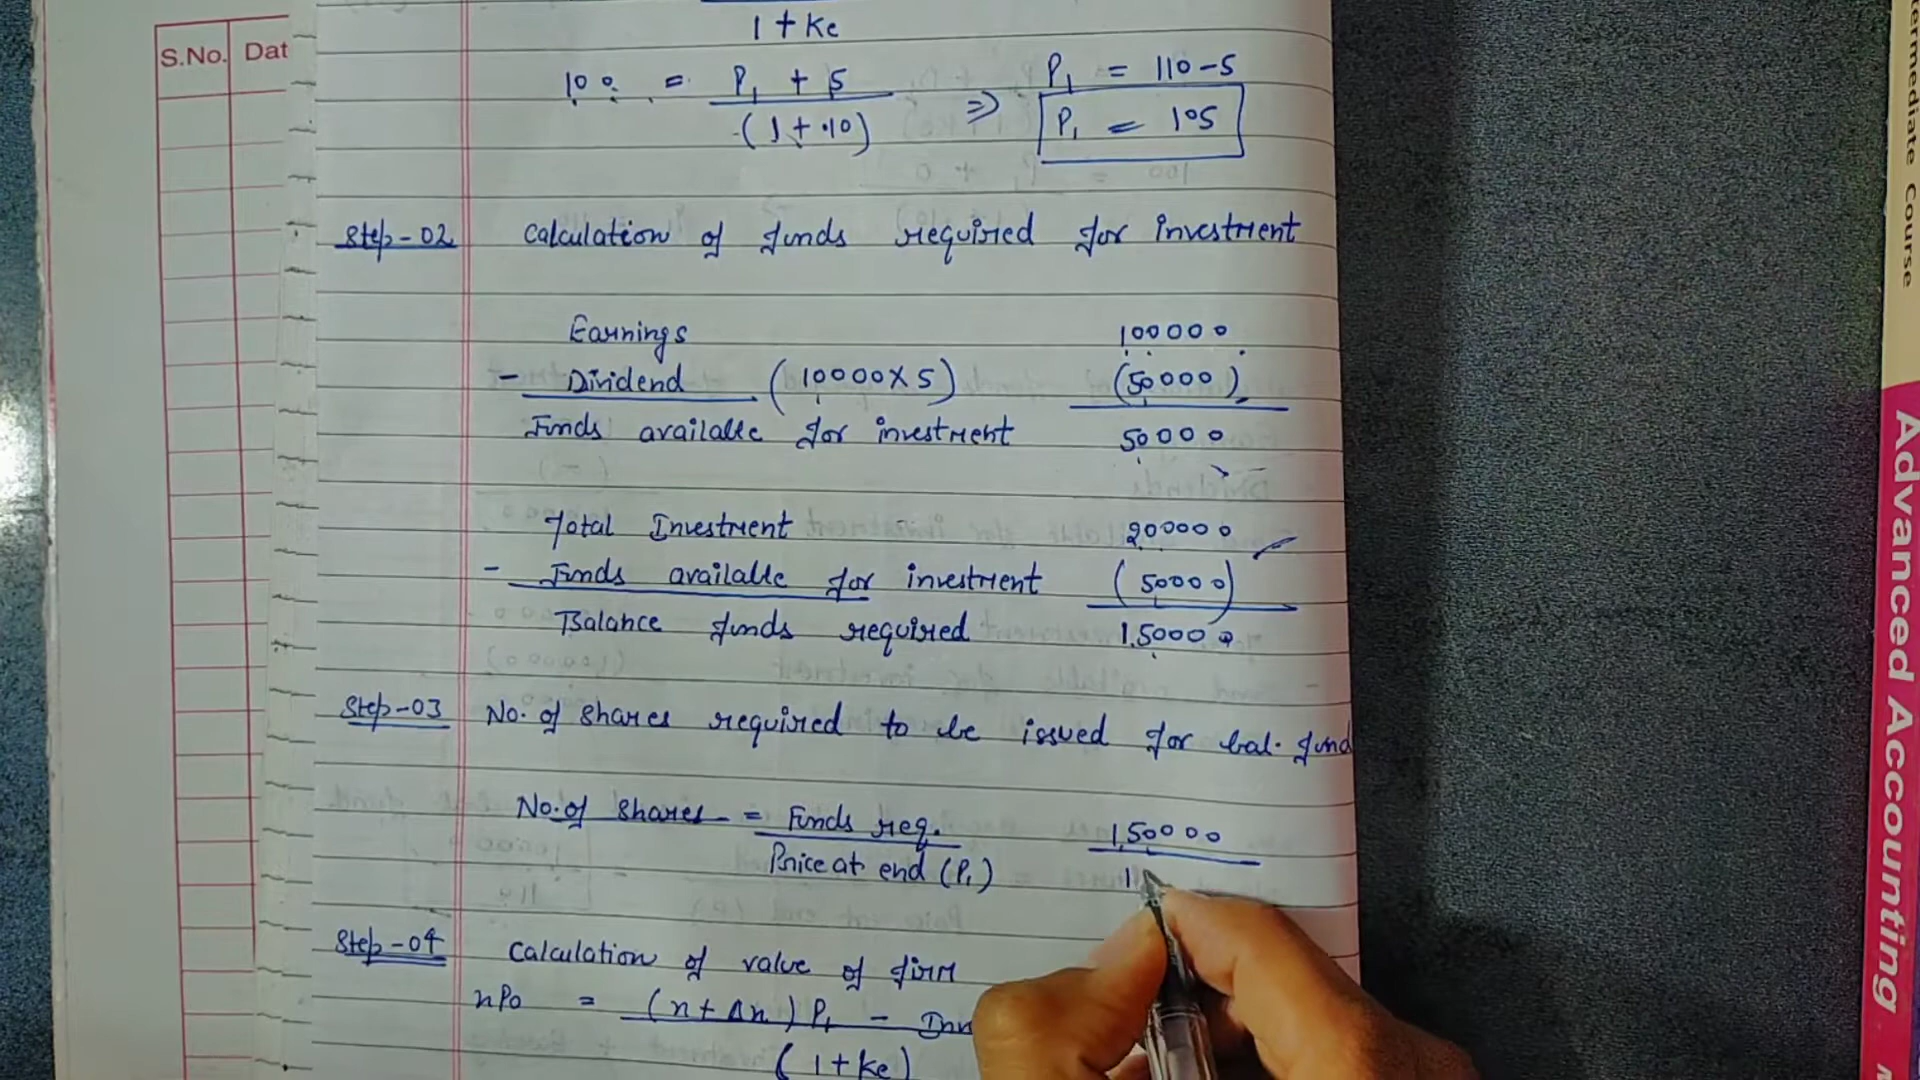 1 + Ke
100 = P1 + 5
(1 + .10)
⇒
P1 = 110 - 5
P1 = 105
S.No.
Dat
Step-02 Calculation of funds required for investment
Earnings 100000
- Dividend (10000 X 5) (50000)
Funds available for investment 50000
Total Investment 200000
- Funds available for investment (50000)
Balance funds required 150000
Step-03 No. of shares required to be issued for bal. fund
No. of shares = Funds req. 150000
Price at end (P1) 1
Step-04 Calculation of value of firm
nPo = (n + Δn) P1 - Inv
(1 + Ke)
termediate Course
Advanced Accounting